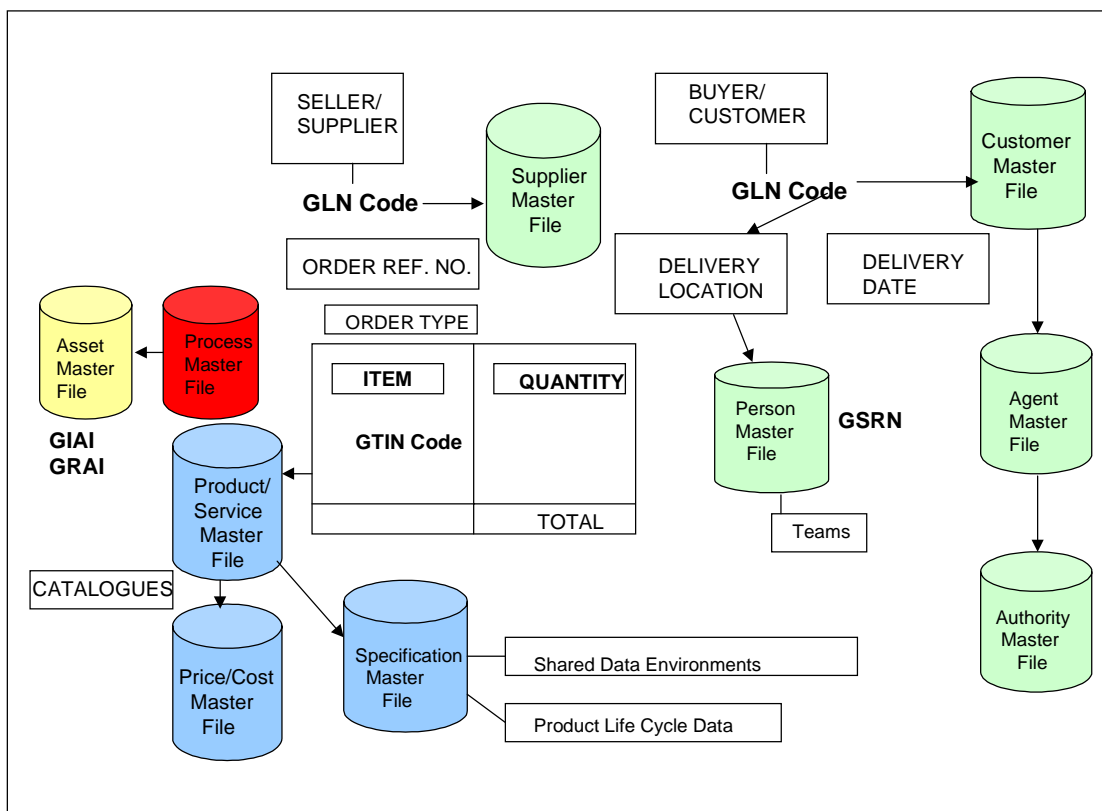 SELLER/
SUPPLIER
BUYER/
CUSTOMER
Customer
Master
File
Supplier
Master
File
GLN Code
GLN Code
ORDER REF. NO.
DELIVERY
LOCATION
DELIVERY
DATE
ORDER TYPE
Asset
Master
File
Process
Master
File
ITEM
QUANTITY
Person
Master
File
GSRN
Agent
Master
File
GIAI
GRAI
GTIN Code
Product/
Service
Master
File
TOTAL
Teams
CATALOGUES
Authority
Master
File
Specification
Master
File
Shared Data Environments
Price/Cost
Master
File
Product Life Cycle Data